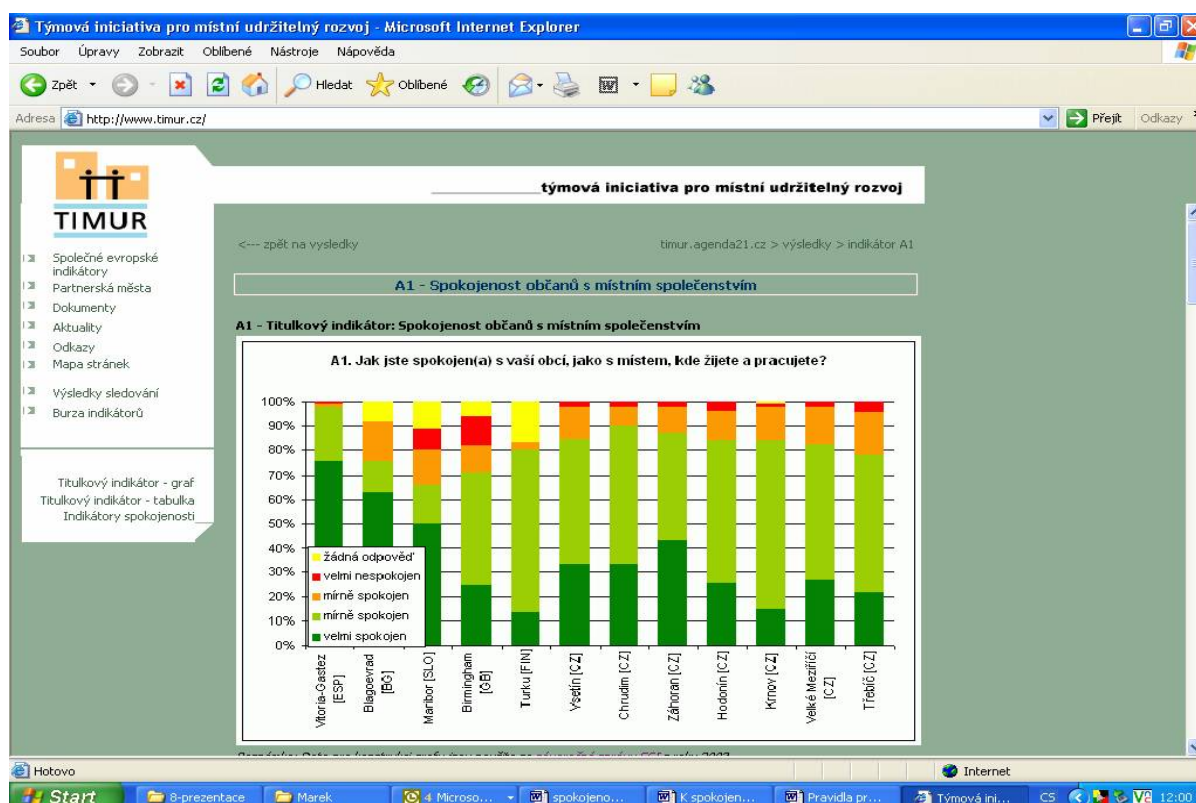 Týmová iniciativa pro místní udržitelný rozvoj - Microsoft Internet Explorer
Soubor Úpravy Zobrazit Oblíbené Nástroje Nápověda
Zpět Hledat Oblíbené
Adresa http://www.timur.cz/ Přejít Odkazy
TIMUR
týmová iniciativa pro místní udržitelný rozvoj
<--- zpět na vysledky timur.agenda21.cz > výsledky > indikátor A1
Společné evropské
indikátory
Partnerská města
Dokumenty
Aktuality
Odkazy
Mapa stránek
Výsledky sledování
Burza indikátorů
Titulkový indikátor - graf
Titulkový indikátor - tabulka
Indikátory spokojenosti
A1 - Spokojenost občanů s místním společenstvím
A1 - Titulkový indikátor: Spokojenost občanů s místním společenstvím
A1. Jak jste spokojen(a) s vaší obcí, jako s místem, kde žijete a pracujete?
100%
90%
80%
70%
60%
50%
40%
30%
20%
10%
0%
žádná odpověď
velmi nespokojen
mírně spokojen
mírně spokojen
velmi spokojen
Vitoria-Gastez
[ESP]
Blagoevrad
[BG]
Maribor [SLO]
Birmingham
[GB]
Turku [FIN]
Vsetín [CZ]
Chrudim [CZ]
Záhoran [CZ]
Hodonín [CZ]
Krnov [CZ]
Velké Meziříčí
[CZ]
Třebíč [CZ]
Hotovo Internet
Start 8-prezentace Marek 4 Microso... spokojeno... K spokojen... Pravidla pr... Týmová ini... CS 12:00